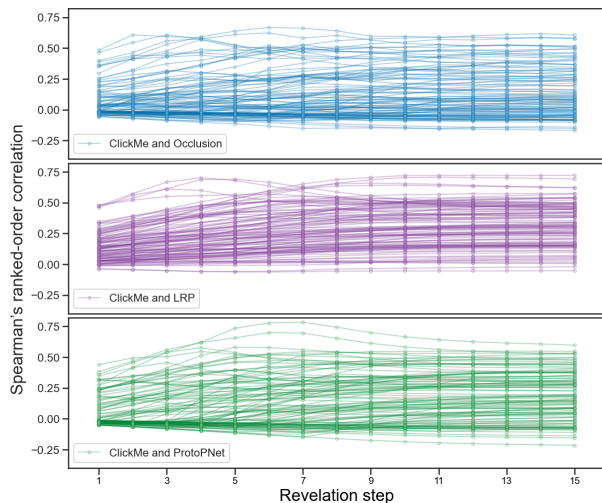 0.75
0.50
0.25
0.00
−0.25
ClickMe and Occlusion
0.75
0.50
0.25
0.00
−0.25
ClickMe and LRP
0.75
0.50
0.25
0.00
−0.25
ClickMe and ProtoPNet
1 3 5 7 9 11 13 15
Revelation step
Spearman's ranked-order correlation